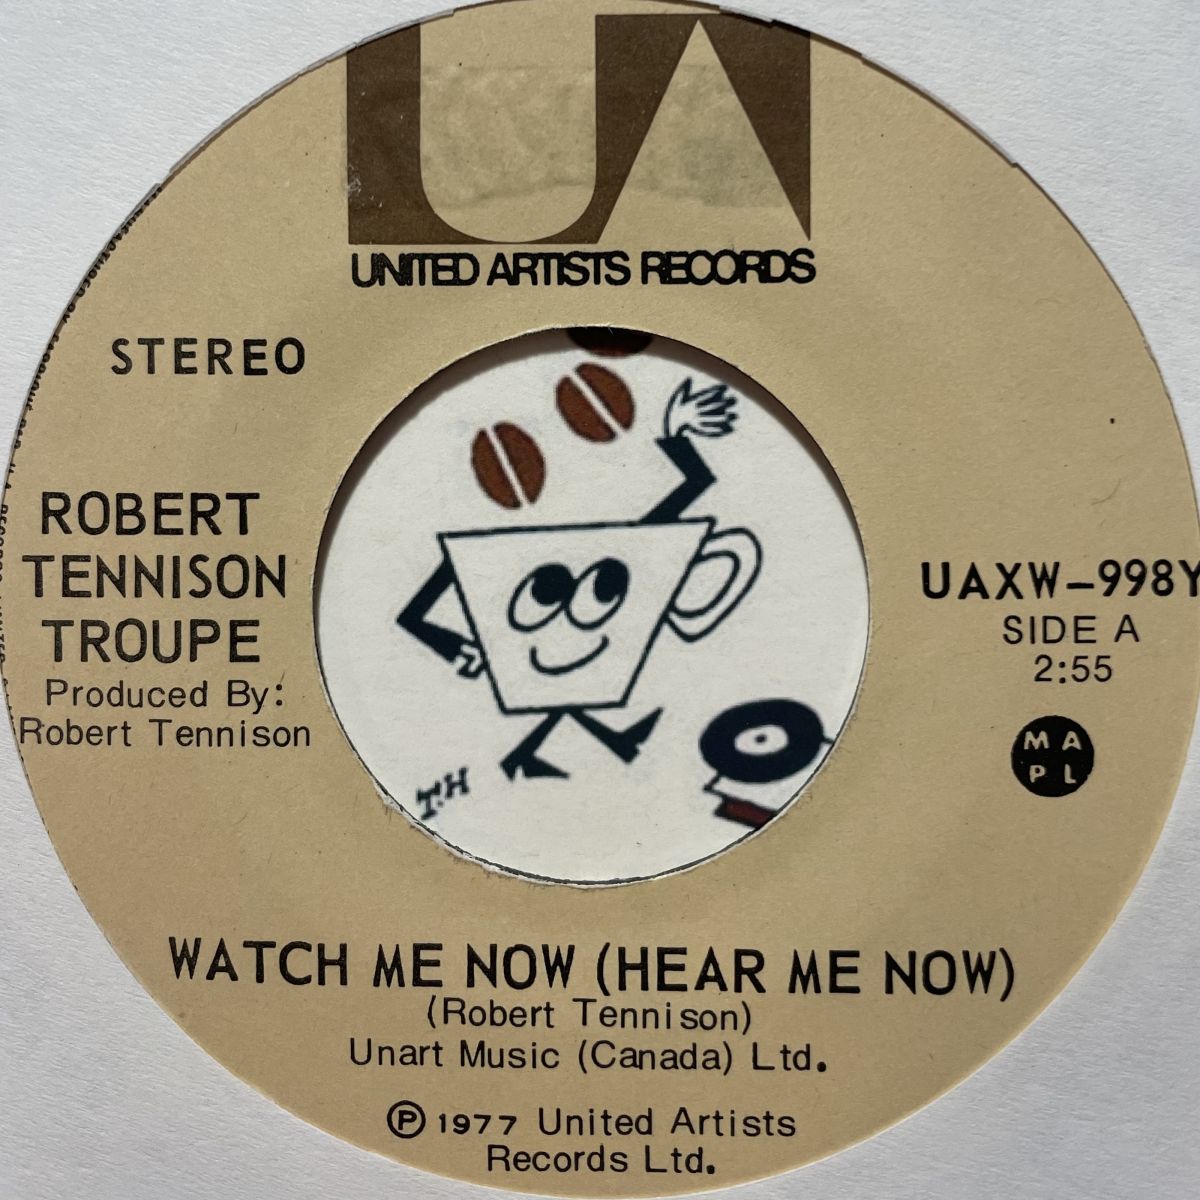 UA
UNITED ARTISTS RECORDS
STEREO
ROBERT
TENNISON
TROUPE
Produced By:
Robert Tennison
UAXW-998Y
SIDE A
2:55
M A
P L
T.H
WATCH ME NOW (HEAR ME NOW)
(Robert Tennison)
Unart Music (Canada) Ltd.
℗ 1977 United Artists
Records Ltd.